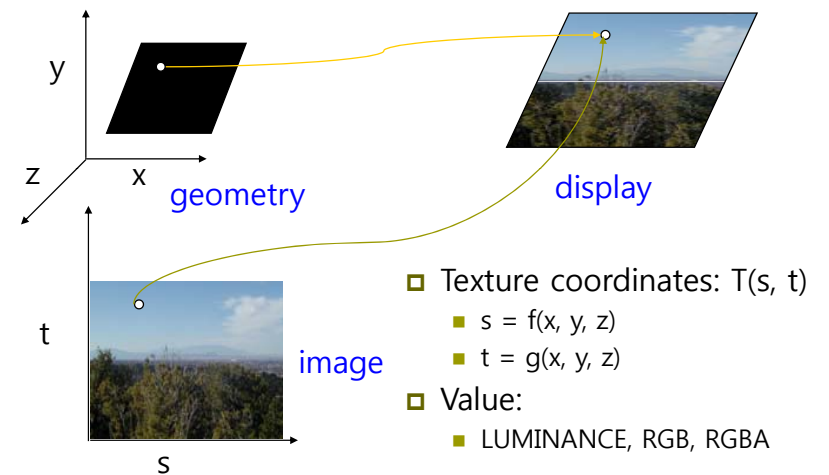 y
z
x
geometry
display
t
image
s
Texture coordinates: T(s, t)
s = f(x, y, z)
t = g(x, y, z)
Value:
LUMINANCE, RGB, RGBA